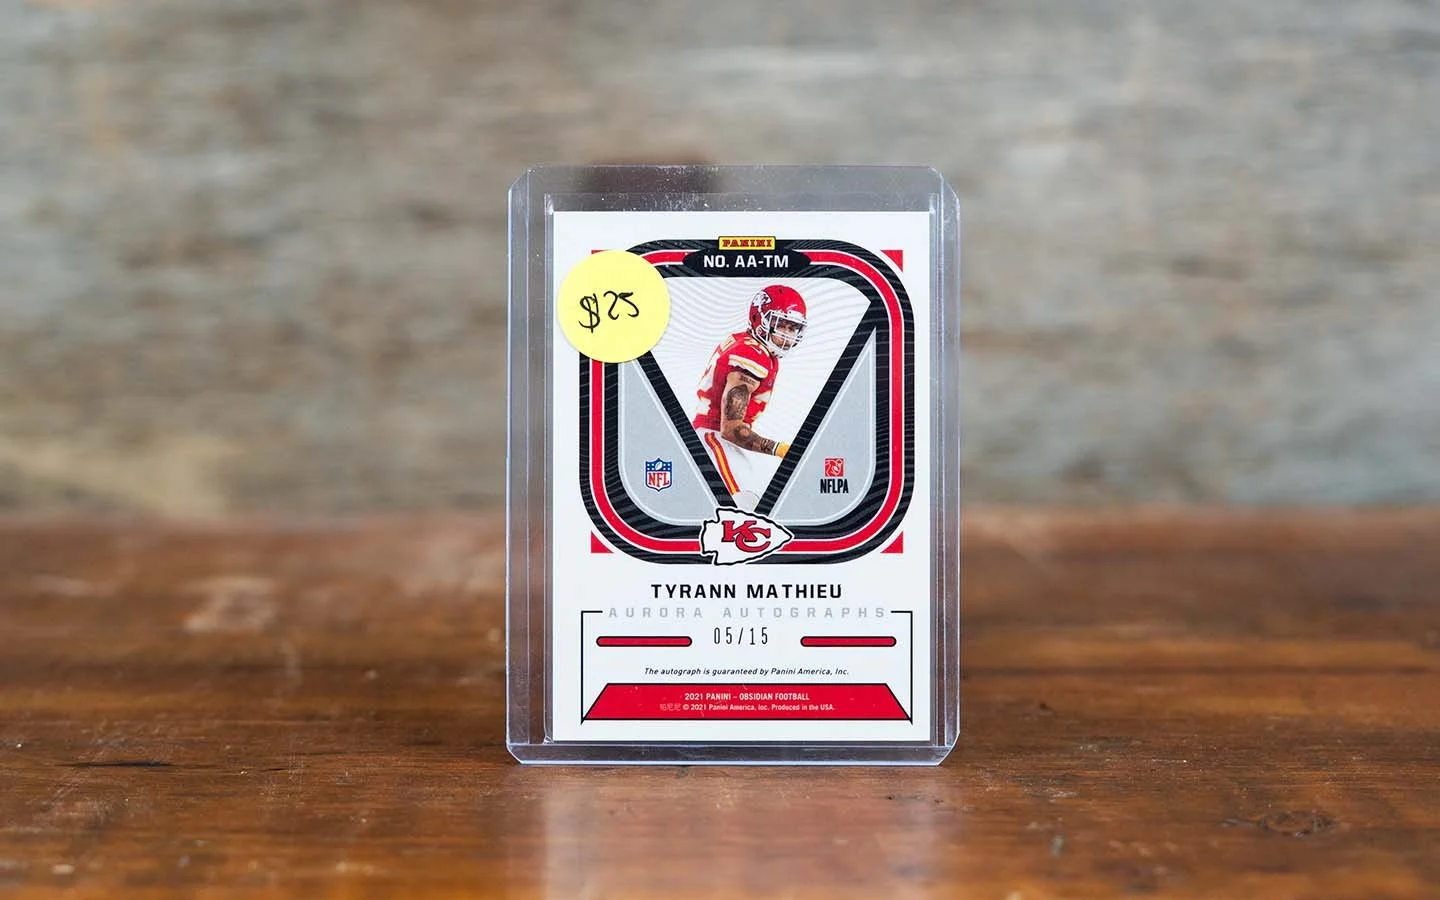 PANINI
NO. AA-TM
$25
NFL
NFLPA
KC
TYRANN MATHIEU
AURORA AUTOGRAPHS
05/15
The autograph is guaranteed by Panini America, Inc.
2021 PANINI – OBSIDIAN FOOTBALL
© 2021 Panini America, Inc. Produced in the USA.